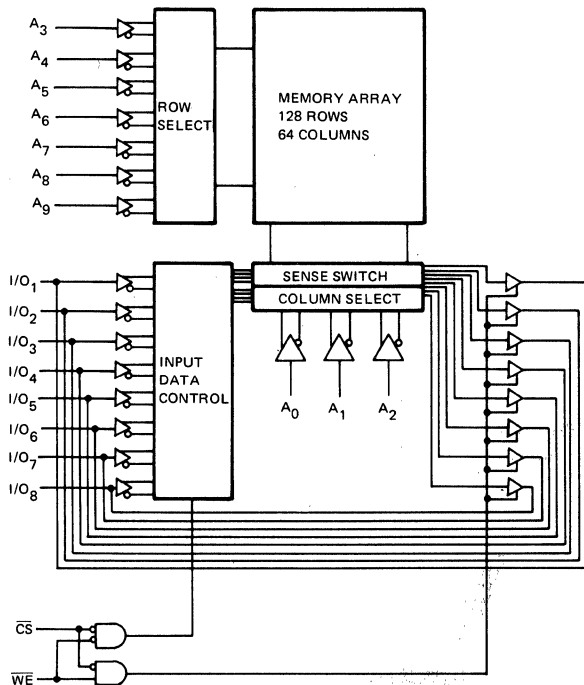 A3
A4
A5
A6
A7
A8
A9
ROW
SELECT
MEMORY ARRAY
128 ROWS
64 COLUMNS
I/O1
I/O2
I/O3
I/O4
I/O5
I/O6
I/O7
I/O8
INPUT
DATA
CONTROL
SENSE SWITCH
COLUMN SELECT
A0
A1
A2
CS
WE